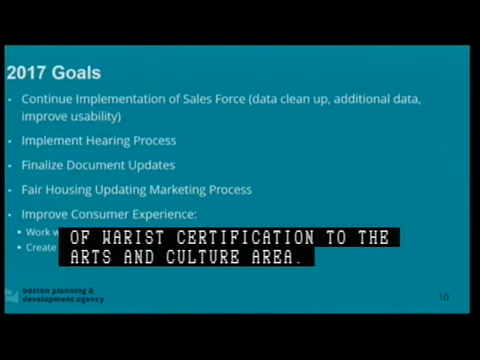 2017 Goals
• Continue Implementation of Sales Force (data clean up, additional data,
improve usability)
• Implement Hearing Process
• Finalize Document Updates
• Fair Housing Updating Marketing Process
• Improve Consumer Experience:
▪ Work
▪ Create
OF WARIST CERTIFICATION TO THE
ARTS AND CULTURE AREA.
boston planning &
development agency
10